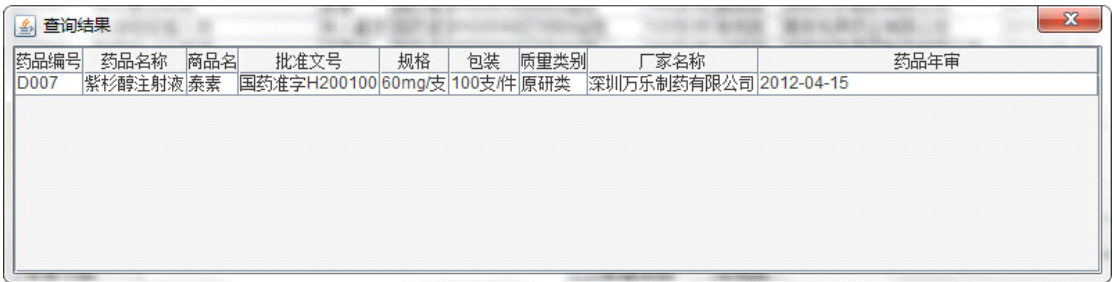 查询结果
药品编号 药品名称 商品名 批准文号 规格 包装 质量类别 厂家名称 药品年审
D007 紫杉醇注射液 泰素 国药准字H200100 60mg/支 100支/件 原研类 深圳万乐制药有限公司 2012-04-15